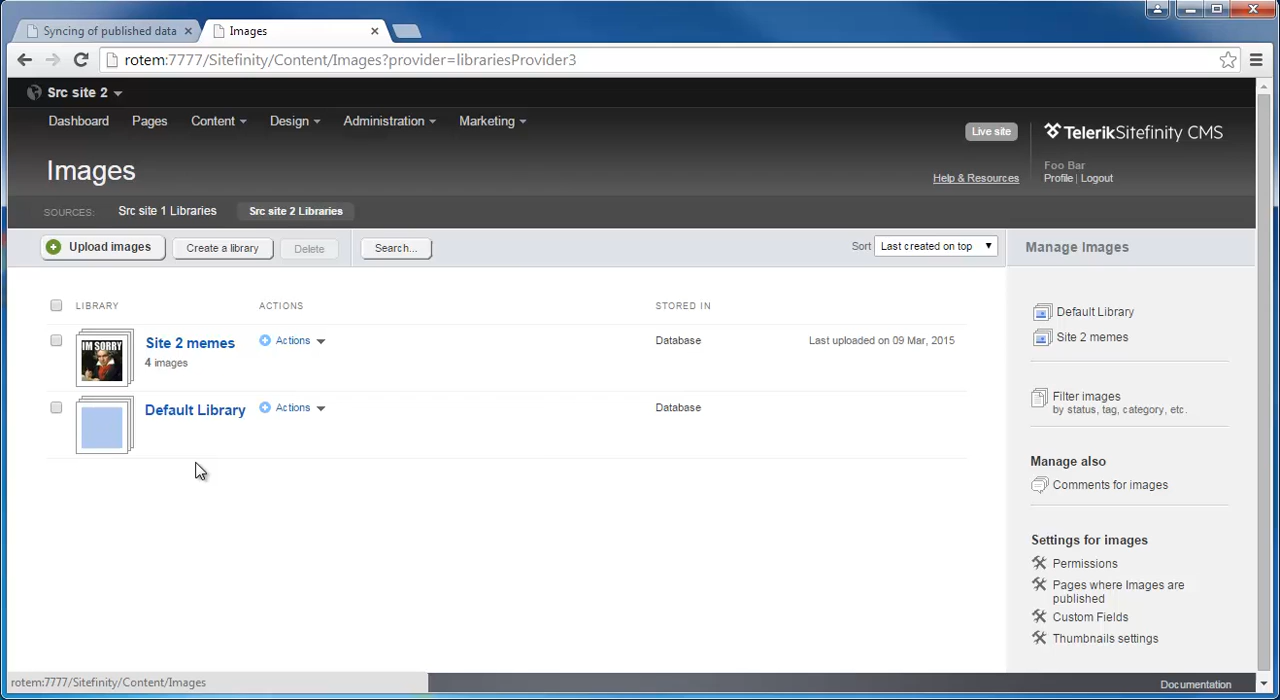 Syncing of published data
Images
rotem:7777/Sitefinity/Content/Images?provider=librariesProvider3
Src site 2
Dashboard Pages Content Design Administration Marketing
Live site
Telerik Sitefinity CMS
Images
Foo Bar
Help & Resources
Profile | Logout
SOURCES: Src site 1 Libraries Src site 2 Libraries
Upload images Create a library Delete Search... Sort Last created on top
Manage Images
LIBRARY ACTIONS STORED IN
I'M SORRY
Site 2 memes Actions Database Last uploaded on 09 Mar, 2015
4 images
Default Library Actions Database
Default Library
Site 2 memes
Filter images
by status, tag, category, etc.
Manage also
Comments for images
Settings for images
Permissions
Pages where Images are
published
Custom Fields
Thumbnails settings
rotem:7777/Sitefinity/Content/Images
Documentation